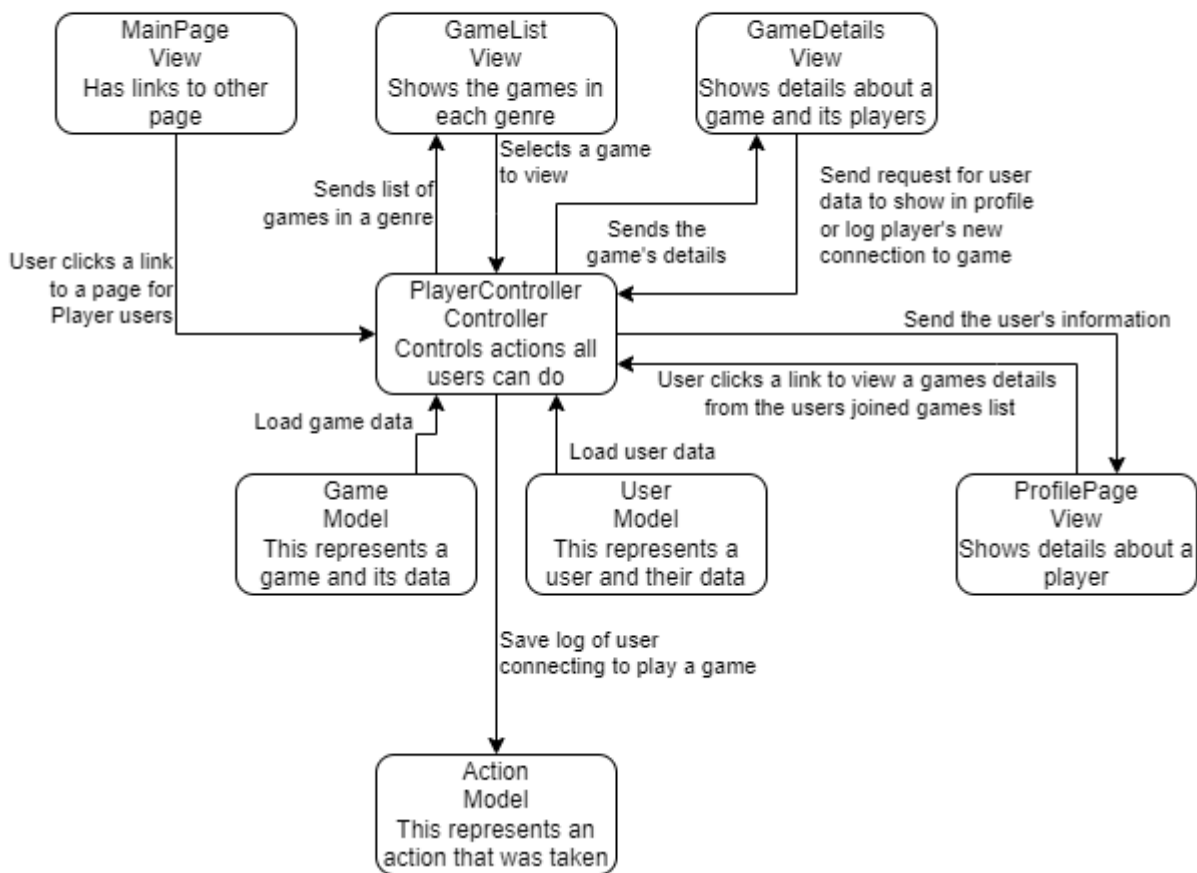 MainPage
View
Has links to other
page
GameList
View
Shows the games in
each genre
GameDetails
View
Shows details about a
game and its players
Selects a game
to view
Sends list of
games in a genre
Send request for user
data to show in profile
or log player's new
connection to game
Sends the
game's details
User clicks a link
to a page for
Player users
PlayerController
Controller
Controls actions all
users can do
Send the user's information
User clicks a link to view a games details
from the users joined games list
Load game data
Load user data
Game
Model
This represents a
game and its data
User
Model
This represents a
user and their data
ProfilePage
View
Shows details about a
player
Save log of user
connecting to play a game
Action
Model
This represents an
action that was taken